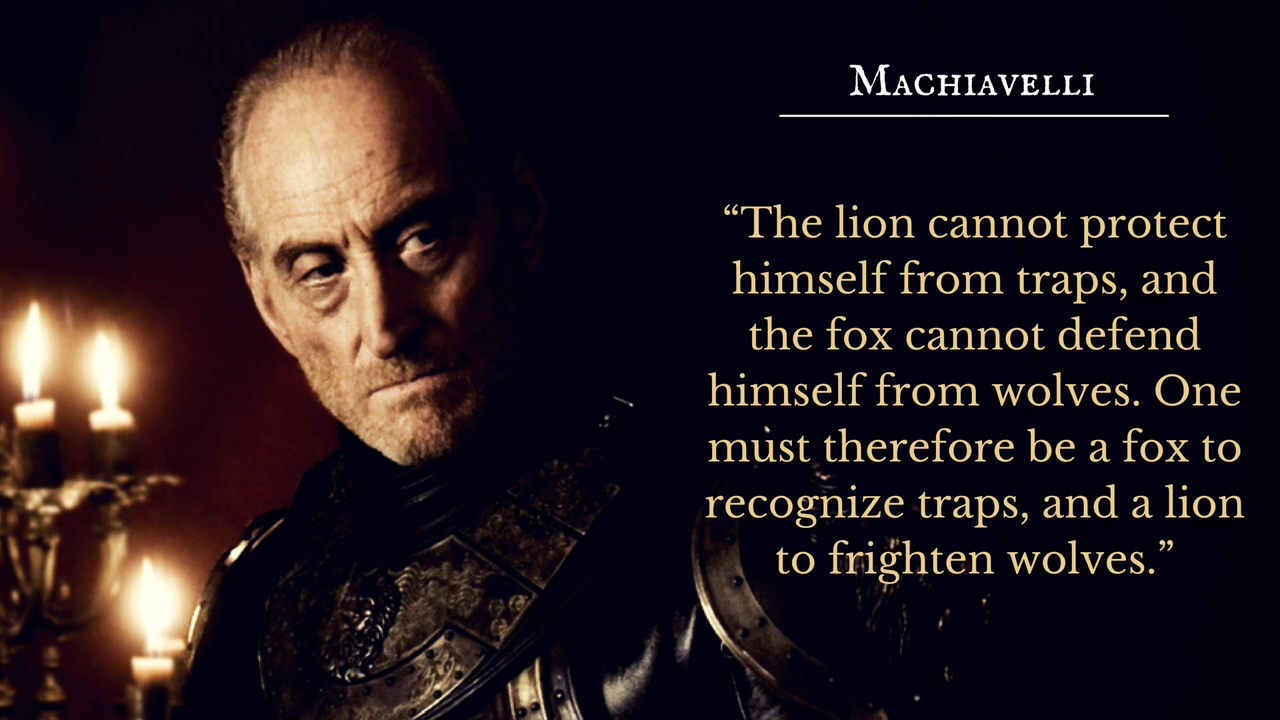 Machiavelli
“The lion cannot protect
himself from traps, and
the fox cannot defend
himself from wolves. One
must therefore be a fox to
recognize traps, and a lion
to frighten wolves.”